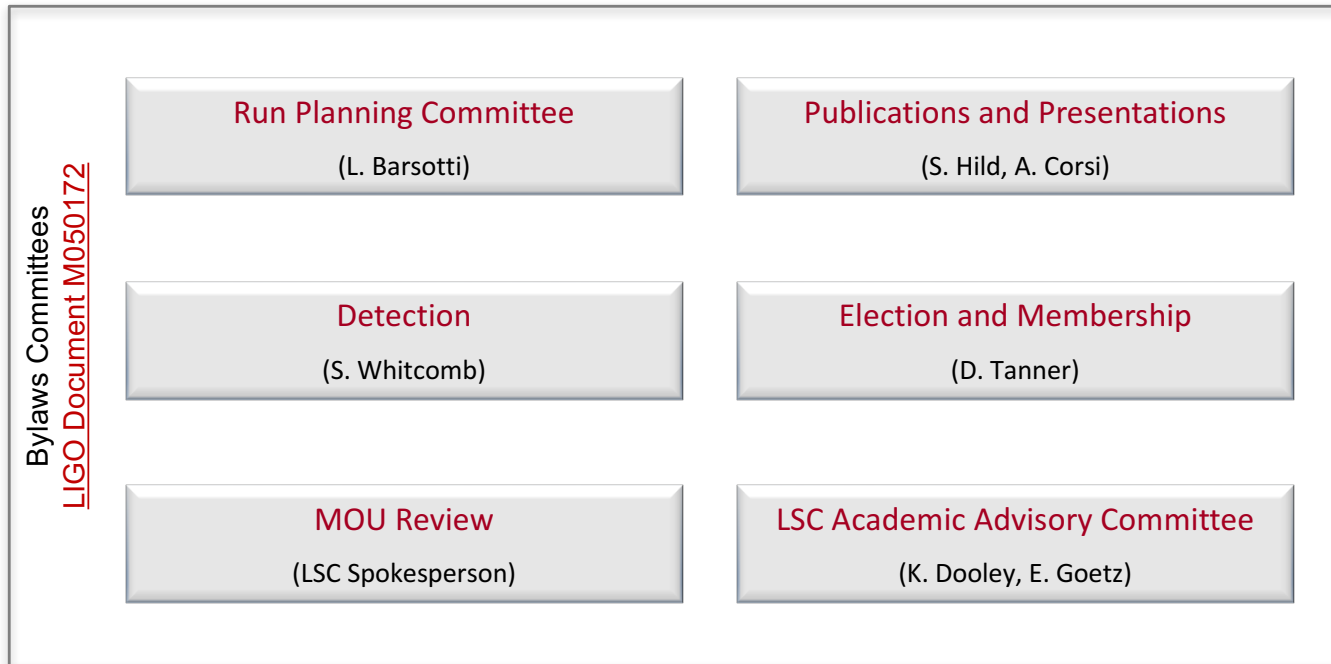 Bylaws Committees
LIGO Document M050172
Run Planning Committee
(L. Barsotti)
Publications and Presentations
(S. Hild, A. Corsi)
Detection
(S. Whitcomb)
Election and Membership
(D. Tanner)
MOU Review
(LSC Spokesperson)
LSC Academic Advisory Committee
(K. Dooley, E. Goetz)